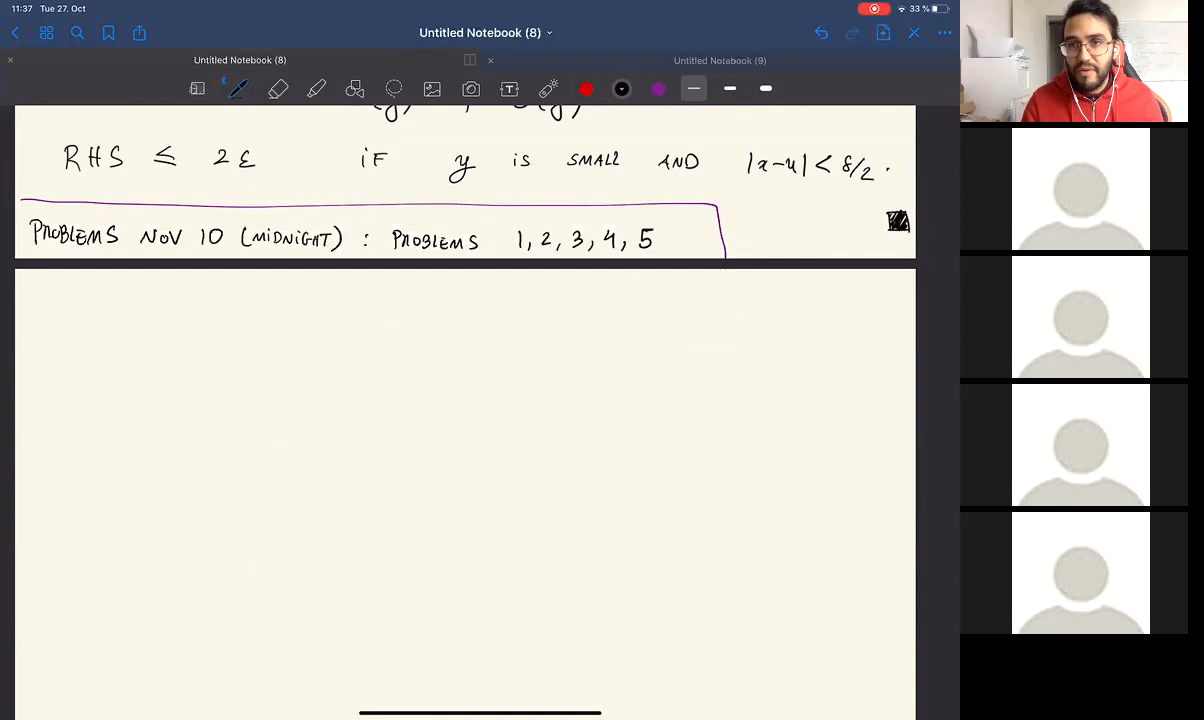 11:37 Tue 27. Oct
33 %
Untitled Notebook (8)
Untitled Notebook (8)
Untitled Notebook (9)
RHS ≤ 2ε iF y is SMALL AND |x-u| < δ/2.
PROBLEMS NOV 10 (MIDNIGHT) : PROBLEMS 1, 2, 3, 4, 5